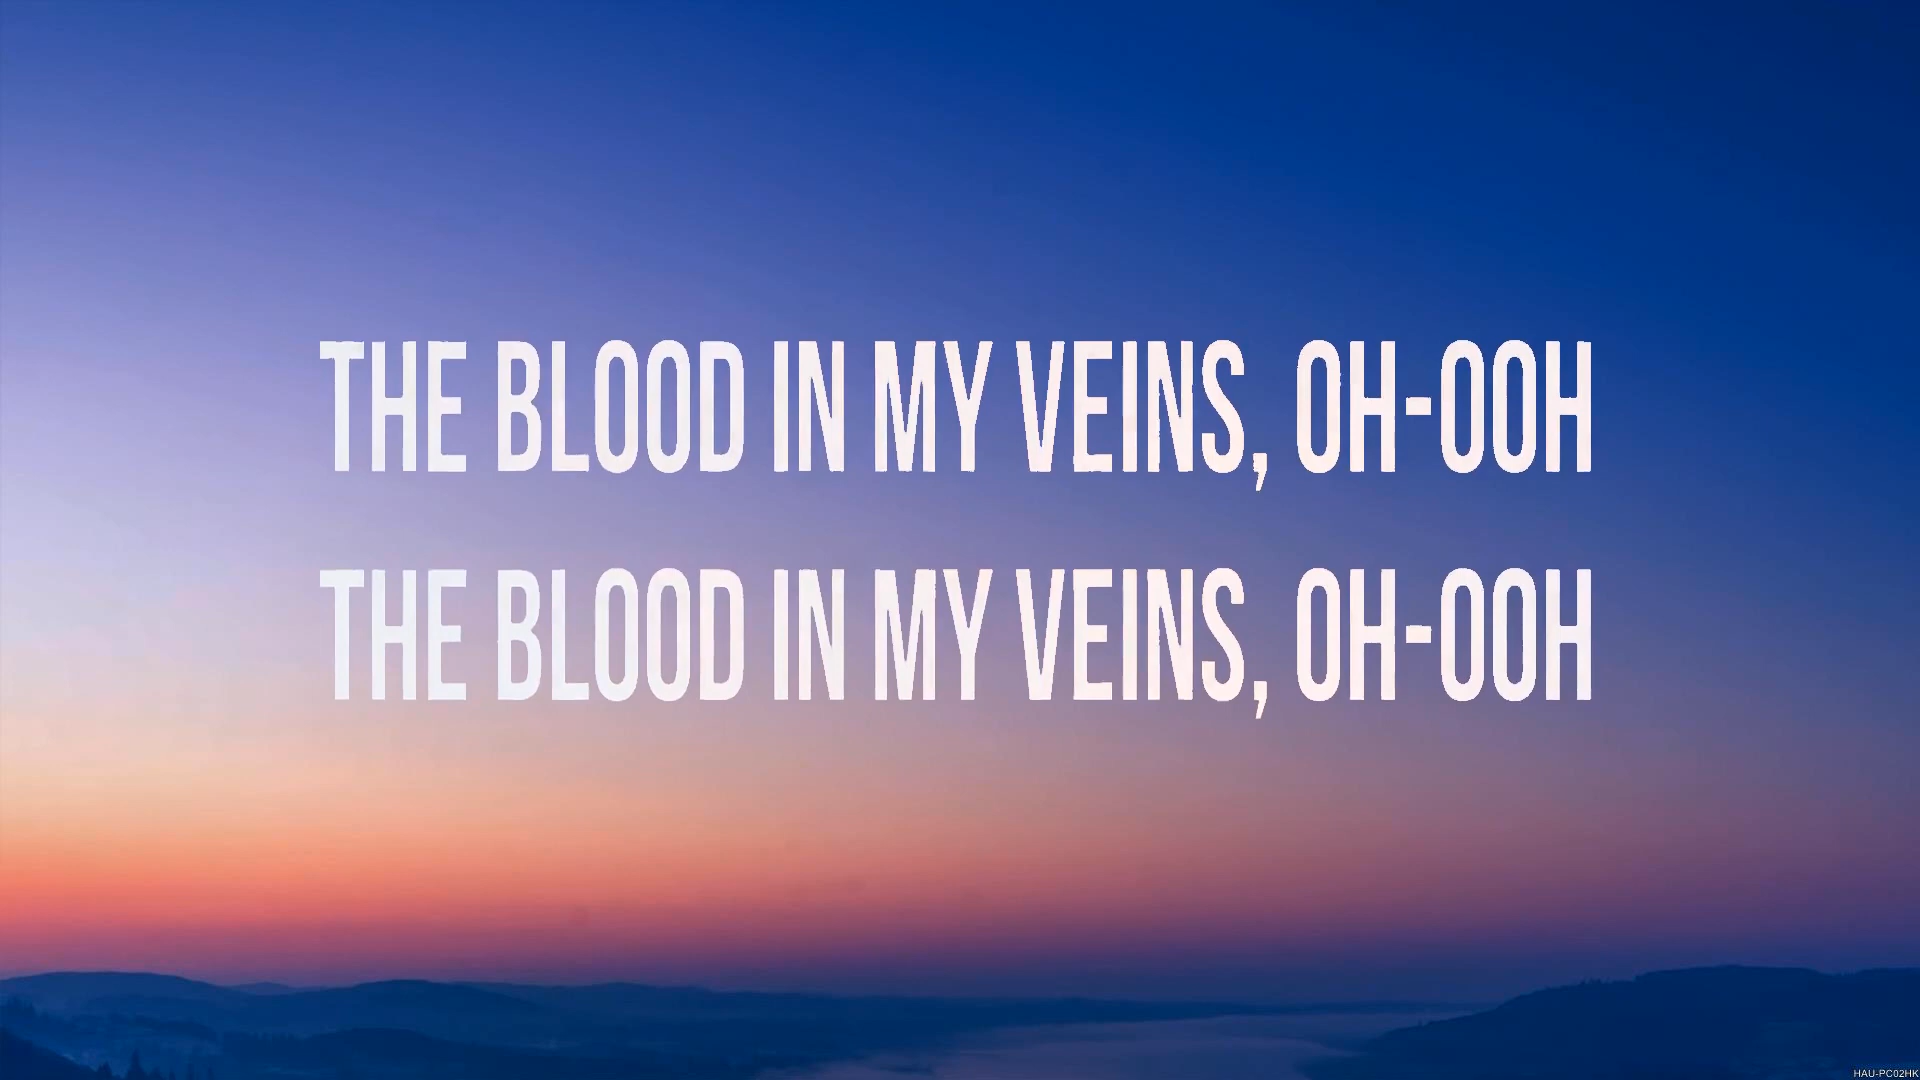 THE BLOOD IN MY VEINS, OH-OOH
THE BLOOD IN MY VEINS, OH-OOH
HAU-PC02HK